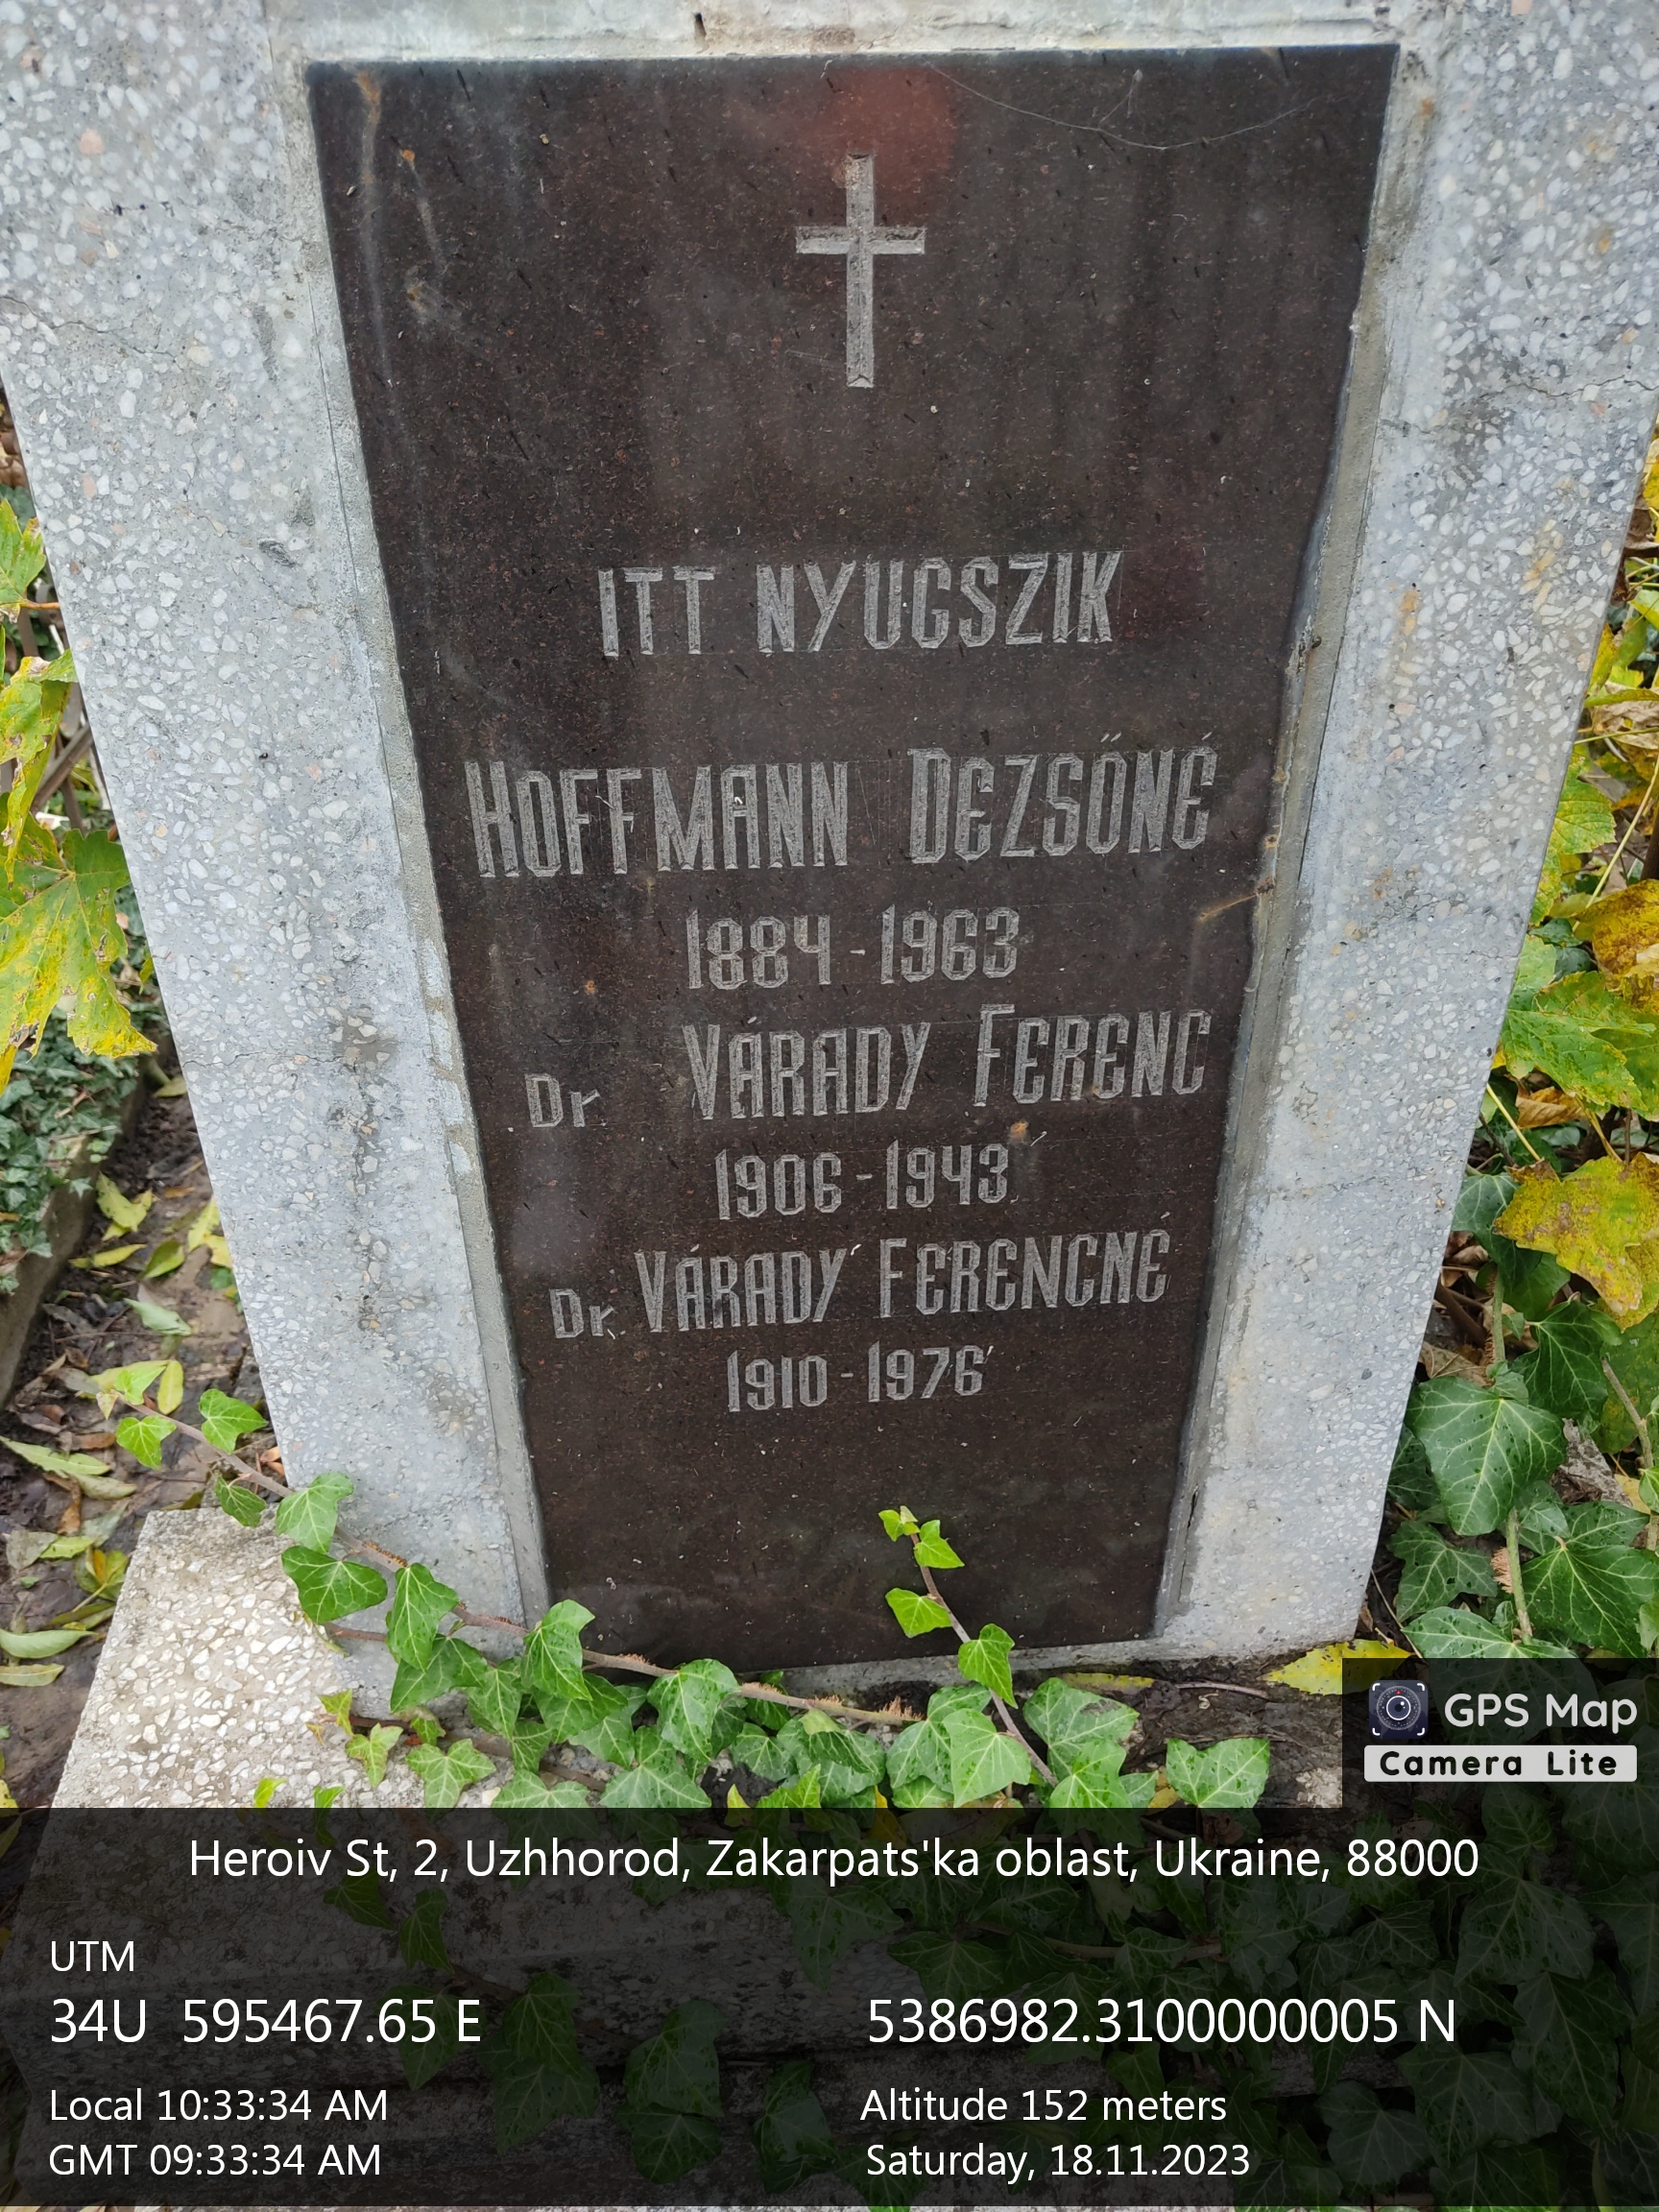 ITT NYUGSZIK
HOFFMANN DEZSŐNÉ
1884-1963
Dr VÁRADY FERENC
1906-1943
Dr. VÁRADY FERENCNÉ
1910-1976
GPS Map
Camera Lite
Heroiv St, 2, Uzhhorod, Zakarpats'ka oblast, Ukraine, 88000
UTM
34U 595467.65 E 5386982.3100000005 N
Local 10:33:34 AM Altitude 152 meters
GMT 09:33:34 AM Saturday, 18.11.2023